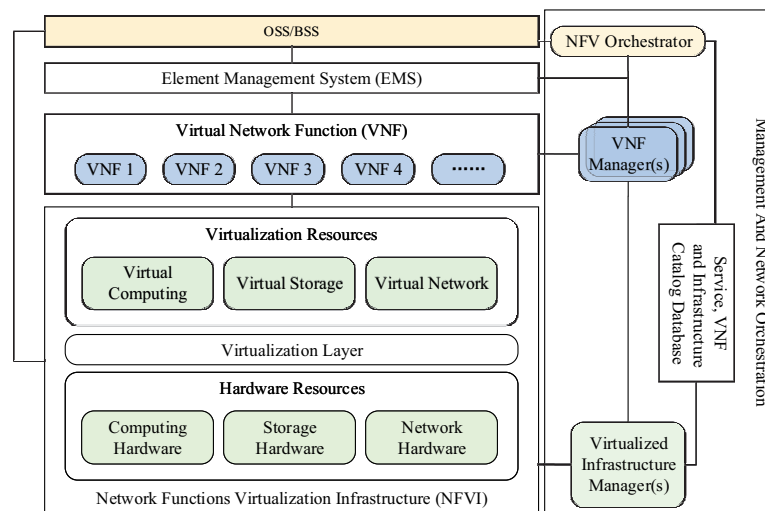 OSS/BSS
NFV Orchestrator
Element Management System (EMS)
Virtual Network Function (VNF)
VNF 1
VNF 2
VNF 3
VNF 4
······
VNF
Manager(s)
Virtualization Resources
Virtual
Computing
Virtual Storage
Virtual Network
Virtualization Layer
Hardware Resources
Computing
Hardware
Storage
Hardware
Network
Hardware
Network Functions Virtualization Infrastructure (NFVI)
Service, VNF
and Infrastructure
Catalog Database
Virtualized
Infrastructure
Manager(s)
Management And Network Orchestration